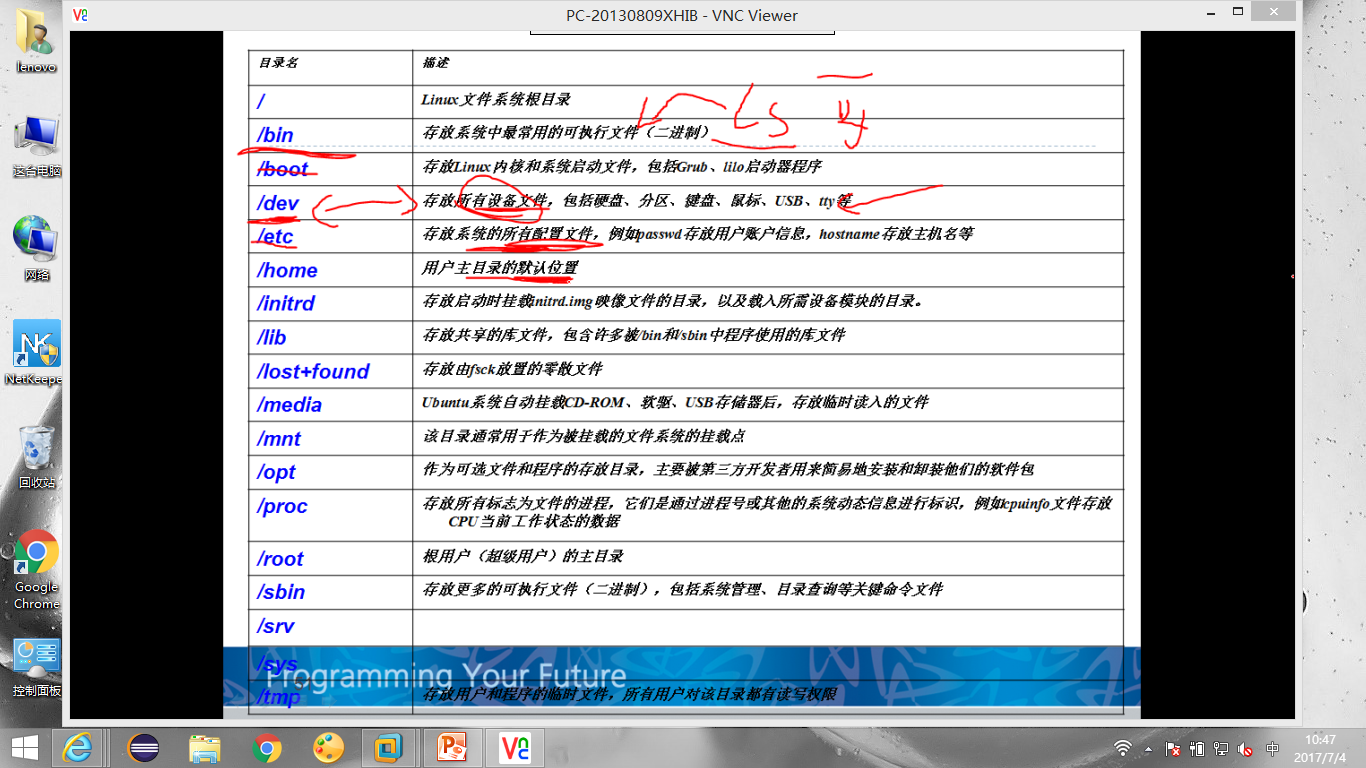 PC-20130809XHIB - VNC Viewer
lenovo
这台电脑
网络
NetKeeper
回收站
Google
Chrome
控制面板
目录名 描述
/ Linux文件系统根目录
/bin 存放系统中最常用的可执行文件（二进制）
/boot 存放Linux内核和系统启动文件，包括Grub、lilo启动器程序
/dev 存放所有设备文件，包括硬盘、分区、键盘、鼠标、USB、tty等
/etc 存放系统的所有配置文件，例如passwd存放用户账户信息，hostname存放主机名等
/home 用户主目录的默认位置
/initrd 存放启动时挂载initrd.img映像文件的目录，以及载入所需设备模块的目录。
/lib 存放共享的库文件，包含许多被/bin和/sbin中程序使用的库文件
/lost+found 存放由fsck放置的零散文件
/media Ubuntu系统自动挂载CD-ROM、软驱、USB存储器后，存放临时读入的文件
/mnt 该目录通常用于作为被挂载的文件系统的挂载点
/opt 作为可选文件和程序的存放目录，主要被第三方开发者用来简易地安装和卸装他们的软件包
/proc 存放所有标志为文件的进程，它们是通过进程号或其他的系统动态信息进行标识，例如cpuinfo文件存放
CPU当前工作状态的数据
/root 根用户（超级用户）的主目录
/sbin 存放更多的可执行文件（二进制），包括系统管理、目录查询等关键命令文件
/srv
/sys
Programming Your Future
/tmp 存放用户和程序的临时文件，所有用户对该目录都有读写权限
中
10:47
2017/7/4